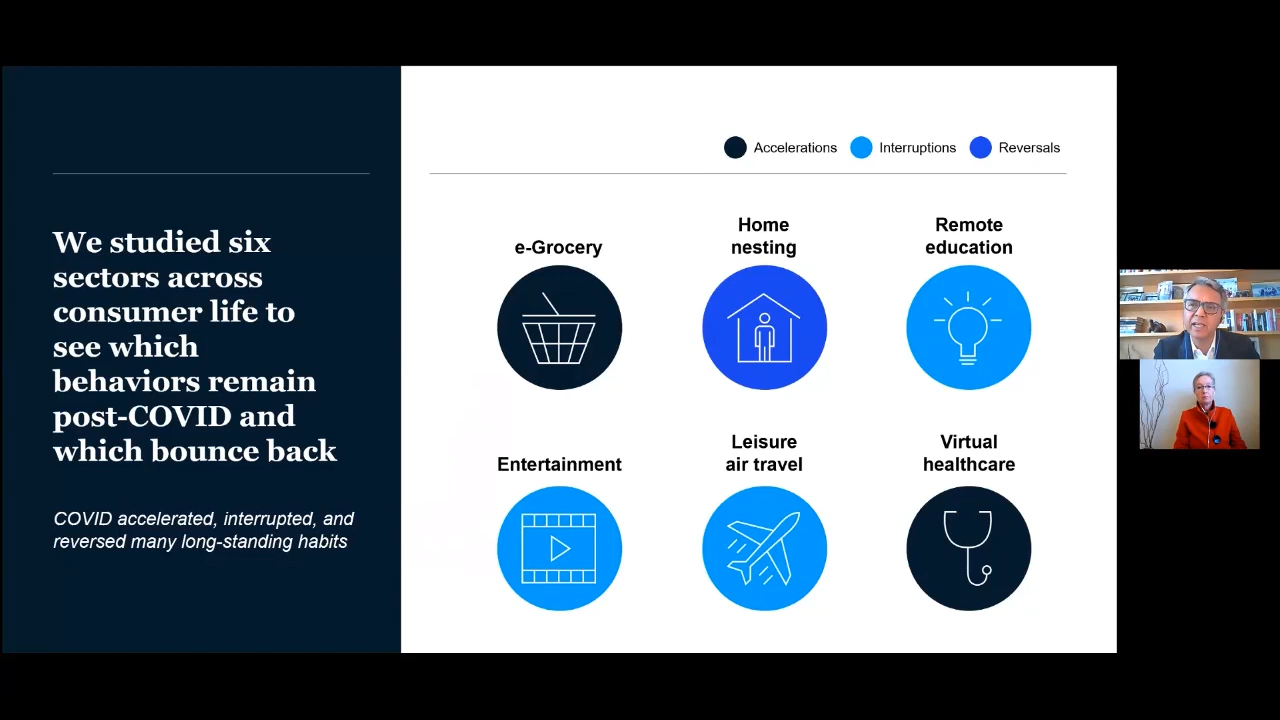 We studied six
sectors across
consumer life to
see which
behaviors remain
post-COVID and
which bounce back
COVID accelerated, interrupted, and
reversed many long-standing habits
Accelerations
Interruptions
Reversals
e-Grocery
Home
nesting
Remote
education
Entertainment
Leisure
air travel
Virtual
healthcare